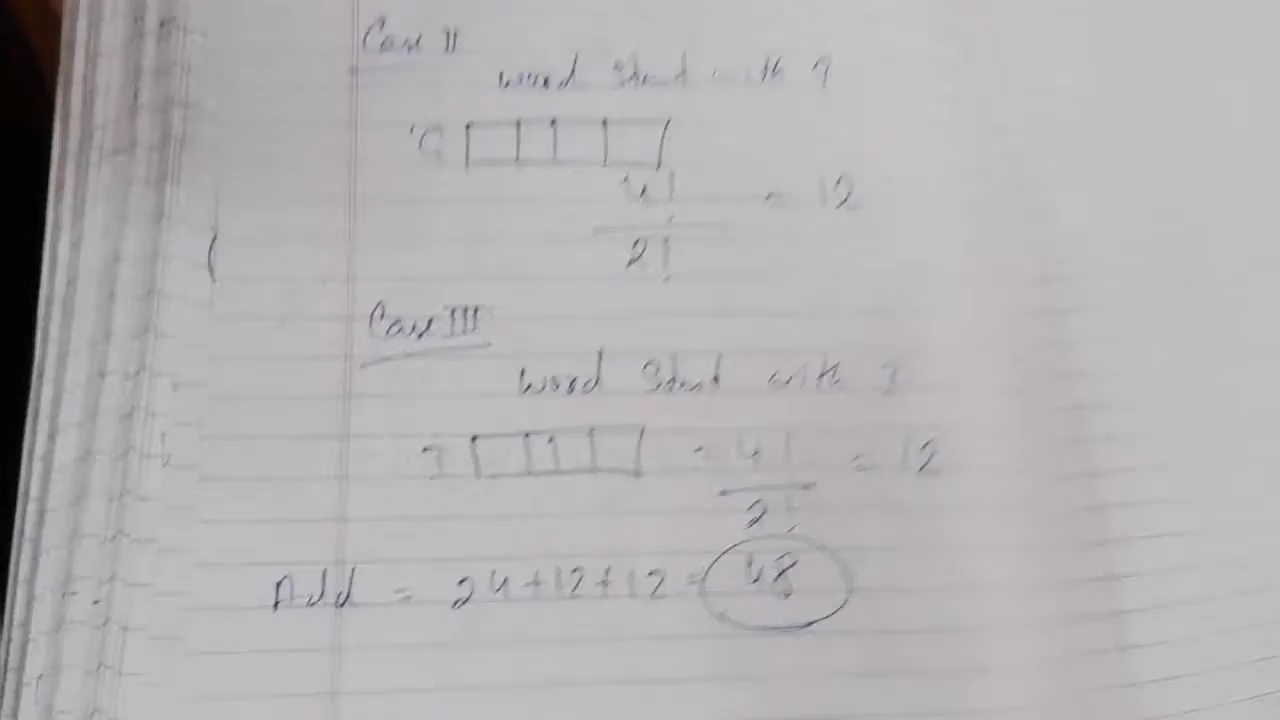 Case II
Word Start with G
G
4!
2!
= 12
Case III
Word Start with I
I = 4! = 12
2!
Add = 24+12+12 = 48